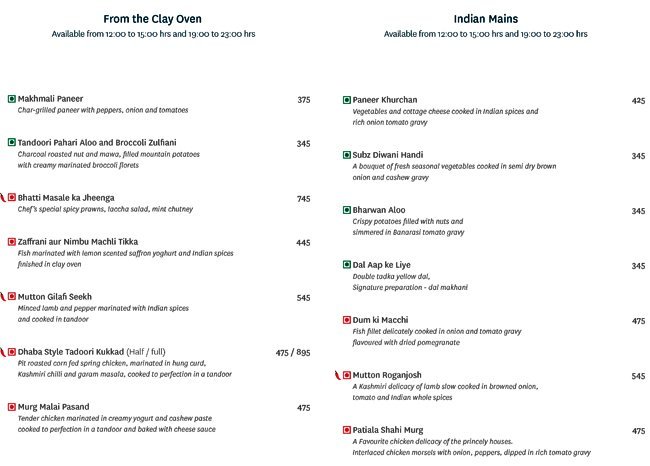 From the Clay Oven
Available from 12:00 to 15:00 hrs and 19:00 to 23:00 hrs
Makhmali Paneer 375
Char-grilled paneer with peppers, onion and tomatoes
Tandoori Pahari Aloo and Broccoli Zulfiani 345
Charcoal roasted nut and mawa, filled mountain potatoes
with creamy marinated broccoli florets
Bhatti Masale ka Jheenga 745
Chef's special spicy prawns, laccha salad, mint chutney
Zaffrani aur Nimbu Machli Tikka 445
Fish marinated with lemon scented saffron yoghurt and Indian spices
finished in clay oven
Mutton Gilafi Seekh 545
Minced lamb and pepper marinated with Indian spices
and cooked in tandoor
Dhaba Style Tadoori Kukkad (Half / full) 475 / 895
Pit roasted corn fed spring chicken, marinated in hung curd,
Kashmiri chilli and garam masala, cooked to perfection in a tandoor
Murg Malai Pasand 475
Tender chicken marinated in creamy yogurt and cashew paste
cooked to perfection in a tandoor and baked with cheese sauce
Indian Mains
Available from 12:00 to 15:00 hrs and 19:00 to 23:00 hrs
Paneer Khurchan 425
Vegetables and cottage cheese cooked in Indian spices and
rich onion tomato gravy
Subz Diwani Handi 345
A bouquet of fresh seasonal vegetables cooked in semi dry brown
onion and cashew gravy
Bharwan Aloo 345
Crispy potatoes filled with nuts and
simmered in Banarasi tomato gravy
Dal Aap ke Liye 345
Double tadka yellow dal,
Signature preparation - dal makhani
Dum ki Macchi 475
Fish fillet delicately cooked in onion and tomato gravy
flavoured with dried pomegranate
Mutton Roganjosh 545
A Kashmiri delicacy of lamb slow cooked in browned onion,
tomato and Indian whole spices
Patiala Shahi Murg 475
A Favourite chicken delicacy of the princely houses.
Interlaced chicken morsels with onion, peppers, dipped in rich tomato gravy